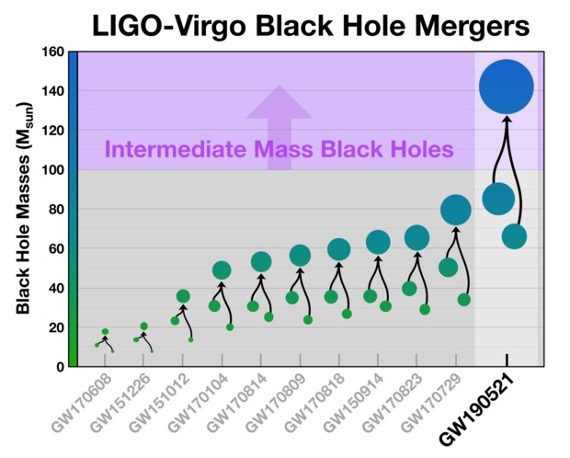 LIGO-Virgo Black Hole Mergers
Black Hole Masses (Msun)
160
140
120
100
80
60
40
20
0
Intermediate Mass Black Holes
GW170608
GW151226
GW151012
GW170104
GW170814
GW170809
GW170818
GW150914
GW170823
GW170729
GW190521